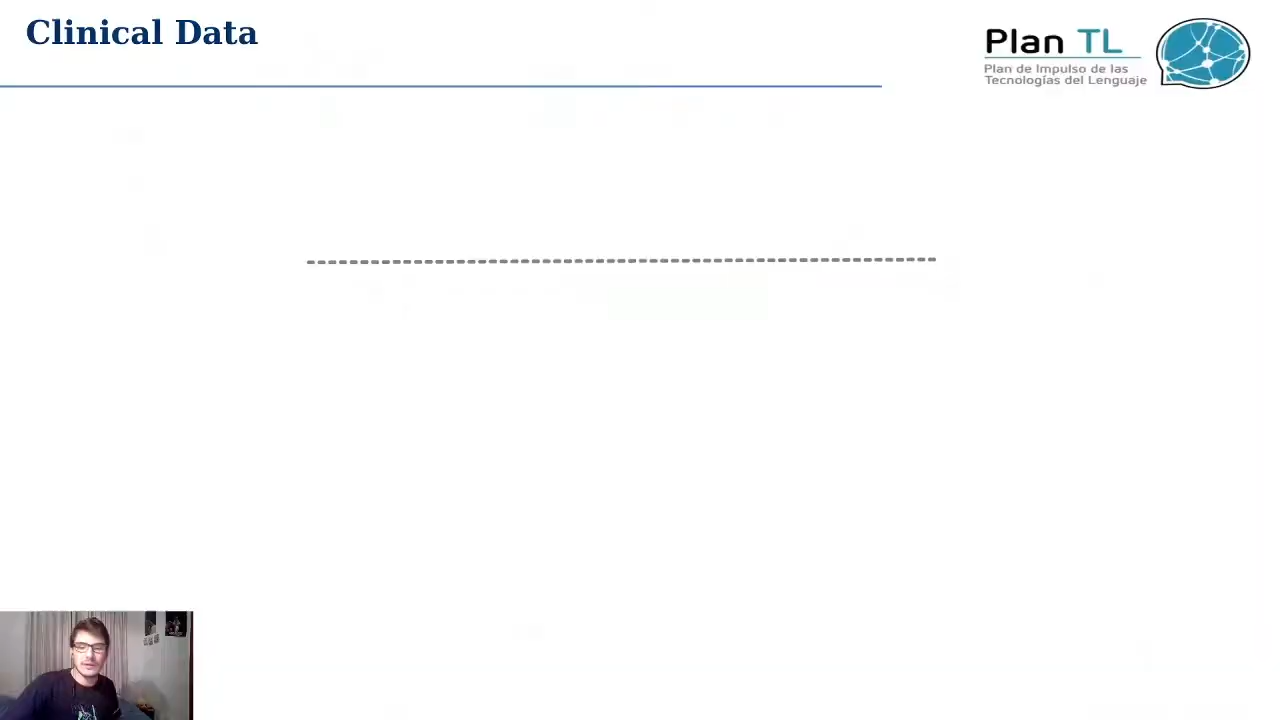 Clinical Data
Plan TL
Plan de Impulso de las
Tecnologías del Lenguaje